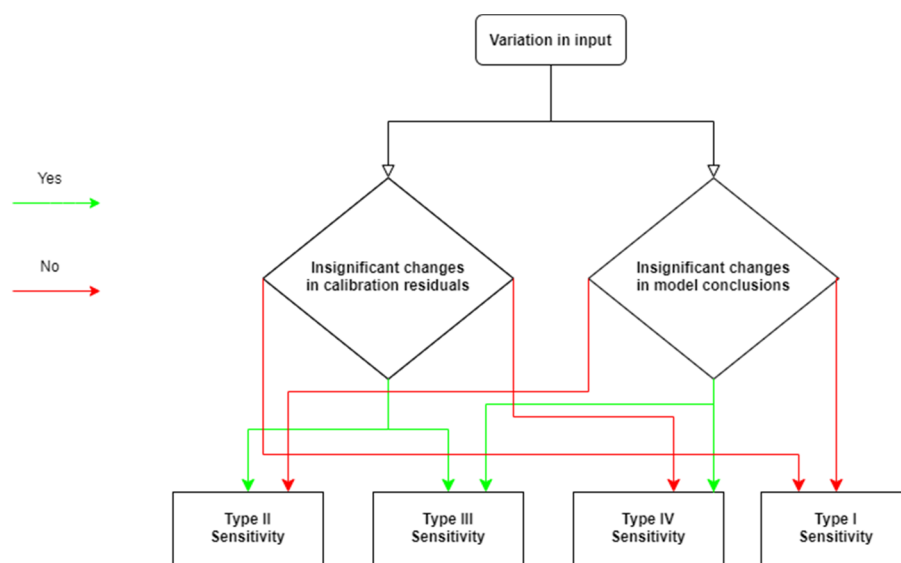 Variation in input
Yes
No
Insignificant changes
in calibration residuals
Insignificant changes
in model conclusions
Type II
Sensitivity
Type III
Sensitivity
Type IV
Sensitivity
Type I
Sensitivity